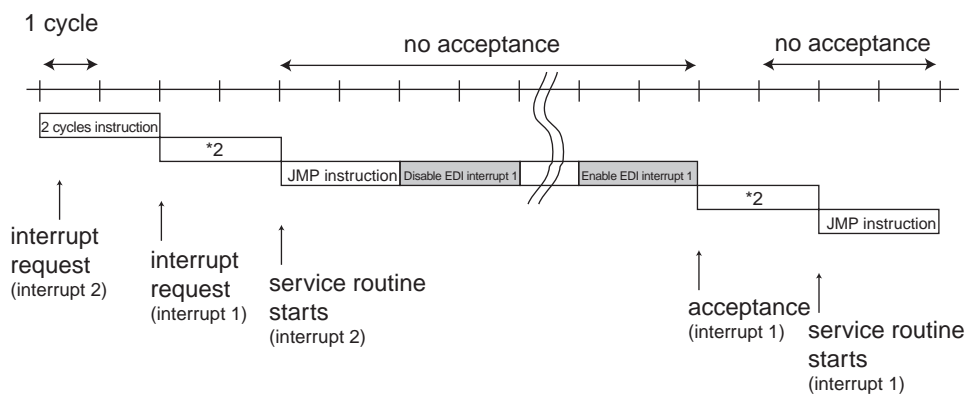 1 cycle
no acceptance
no acceptance
2 cycles instruction
*2
JMP instruction
Disable EDI interrupt 1
Enable EDI interrupt 1
*2
JMP instruction
interrupt
request
(interrupt 2)
interrupt
request
(interrupt 1)
service routine
starts
(interrupt 2)
acceptance
(interrupt 1)
service routine
starts
(interrupt 1)